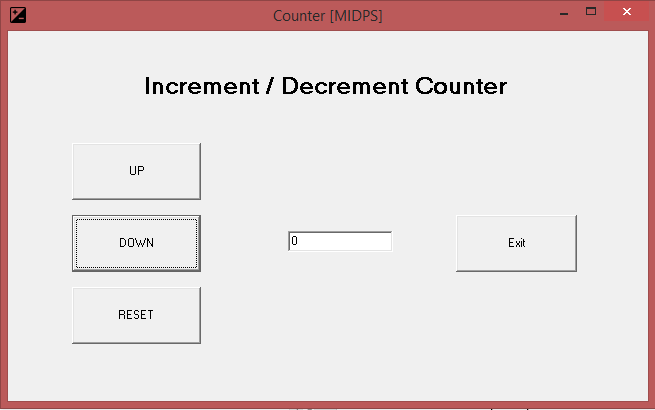 Counter [MIDPS]
Increment / Decrement Counter
UP
DOWN
0
Exit
RESET